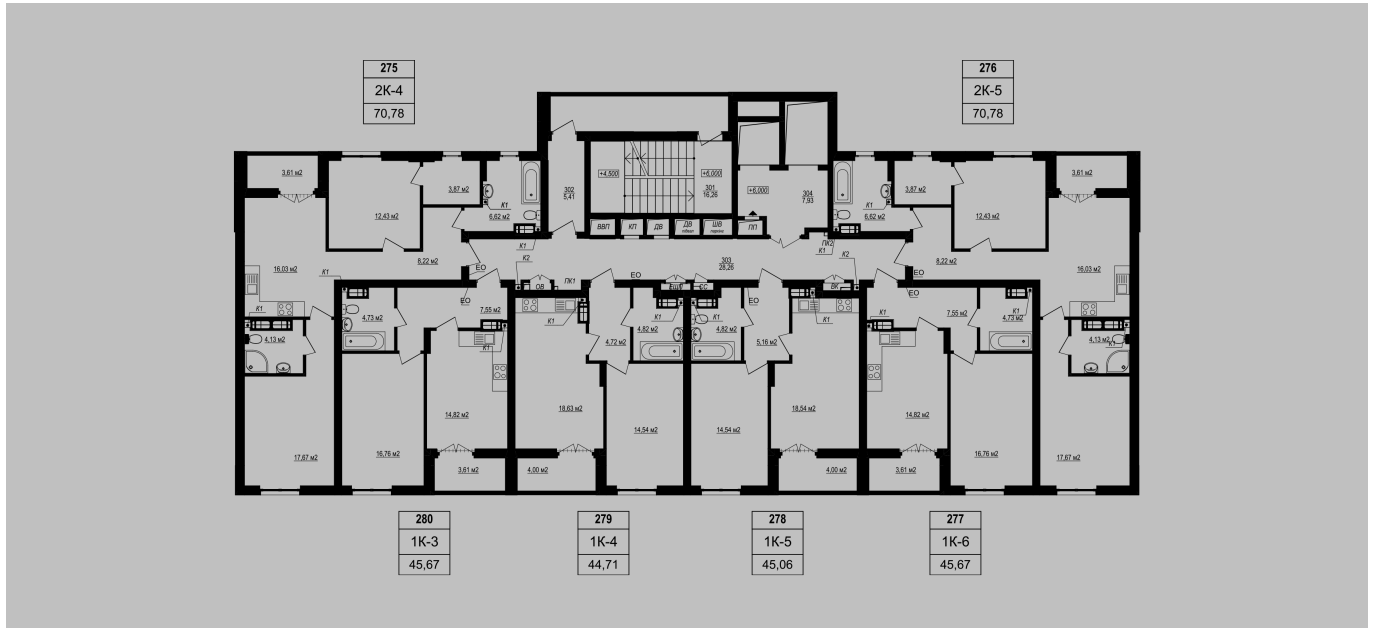 275
2К-4
70,78
276
2К-5
70,78
3,61 м2
12.43 м2
3.87 м2
К1
6,62 м2
302
5,41
+4,500
+6,000
301
16,26
+6,000
304
7,93
К1
6,62 м2
3.87 м2
12.43 м2
3,61 м2
ВВП
КП
ДВ
ДВ
ШВ
ПП
16.03 м2
К1
6,22 м2
ЕО
К1
К2
ОВ
ПК1
ЕО
303
28,26
СС
ЕО
ПК2
К1
К2
ВК
ЕО
ЕО
8,22 м2
16.03 м2
ЕО
К1
4,13 м2
4,73 м2
7,55 м2
К1
К1
4,72 м2
К1
4,82 м2
К1
4,82 м2
5,16 м2
К1
К1
7,55 м2
К1
4,73 м2
К1
4,13 м2
14,82 м2
18,63 м2
14,54 м2
14,54 м2
18,54 м2
14,82 м2
17,67 м2
16,76 м2
3,61 м2
4,00 м2
4,00 м2
3,61 м2
16,76 м2
17,67 м2
280
1К-3
45,67
279
1К-4
44,71
278
1К-5
45,06
277
1К-6
45,67